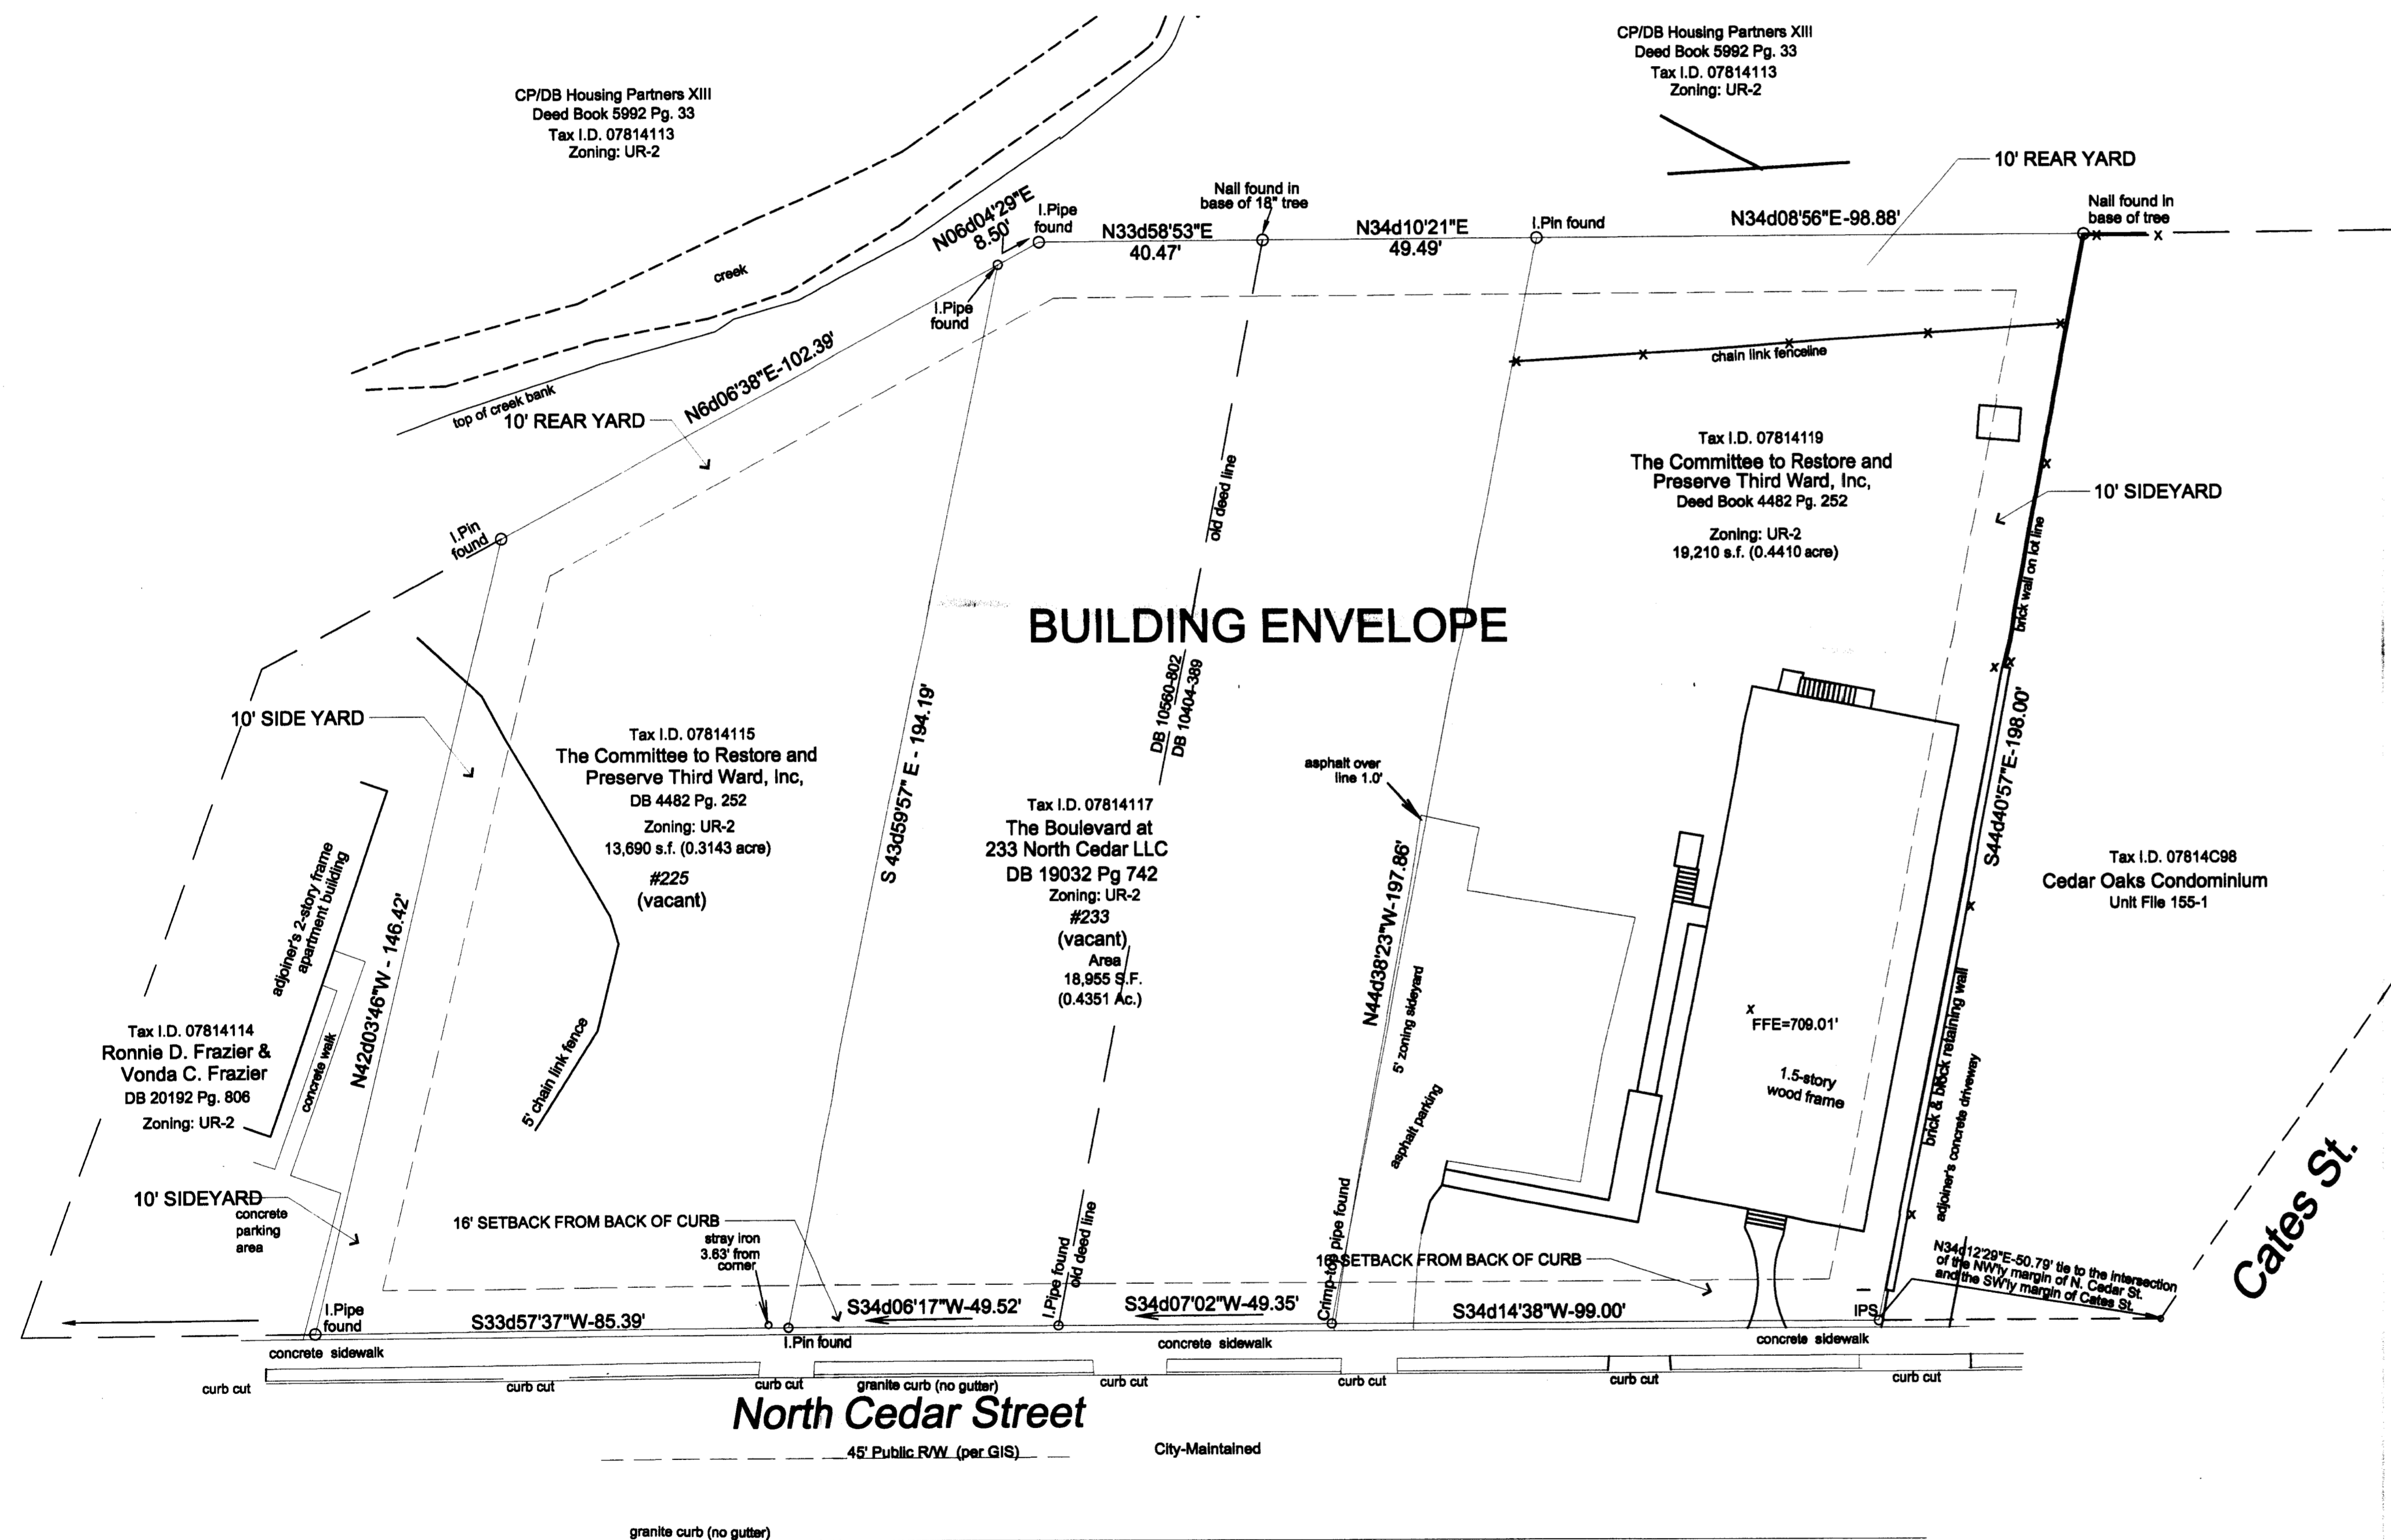 CP/DB Housing Partners XIII
Deed Book 5992 Pg. 33
Tax I.D. 07814113
Zoning: UR-2
CP/DB Housing Partners XIII
Deed Book 5992 Pg. 33
Tax I.D. 07814113
Zoning: UR-2
10' REAR YARD
Nail found in
base of tree
N06d04'29"E
8.50'
I.Pipe
found
N33d58'53"E
40.47'
Nail found in
base of 18" tree
N34d10'21"E
49.49'
I.Pin found
N34d08'56"E-98.88'
creek
I.Pipe
found
top of creek bank
N6d06'38"E-102.39'
10' REAR YARD
chain link fenceline
old deed line
Tax I.D. 07814119
The Committee to Restore and
Preserve Third Ward, Inc,
Deed Book 4482 Pg. 252
Zoning: UR-2
19,210 s.f. (0.4410 acre)
10' SIDEYARD
I.Pin
found
brick wall on lot line
BUILDING ENVELOPE
DB 10560-802
DB 10404-389
S44d40'57"E-198.00'
10' SIDE YARD
Tax I.D. 07814115
The Committee to Restore and
Preserve Third Ward, Inc,
DB 4482 Pg. 252
Zoning: UR-2
13,690 s.f. (0.3143 acre)
#225
(vacant)
S 43d59'57" E - 194.19'
asphalt over
line 1.0'
Tax I.D. 07814117
The Boulevard at
233 North Cedar LLC
DB 19032 Pg 742
Zoning: UR-2
#233
(vacant)
Area
18,955 S.F.
(0.4351 Ac.)
N44d38'23"W-197.86'
5' zoning sideyard
asphalt parking
Tax I.D. 07814C98
Cedar Oaks Condominium
Unit File 155-1
adjoiner's 2-story frame
apartment building
N42d03'46"W - 146.42'
concrete walk
5' chain link fence
FFE=709.01'
1.5-story
wood frame
brick & block retaining wall
adjoiner's concrete driveway
Tax I.D. 07814114
Ronnie D. Frazier &
Vonda C. Frazier
DB 20192 Pg. 806
Zoning: UR-2
10' SIDEYARD
concrete
parking
area
16' SETBACK FROM BACK OF CURB
stray iron
3.63' from
corner
I.Pipe found
old deed line
Crimp-top pipe found
16' SETBACK FROM BACK OF CURB
N34d12'29"E-50.79' tie to the intersection
of the NW'ly margin of N. Cedar St.
and the SW'ly margin of Cates St.
Cates St.
I.Pipe
found
S33d57'37"W-85.39'
S34d06'17"W-49.52'
S34d07'02"W-49.35'
S34d14'38"W-99.00'
IPS
concrete sidewalk
I.Pin found
concrete sidewalk
concrete sidewalk
curb cut
curb cut
curb cut
granite curb (no gutter)
curb cut
curb cut
curb cut
curb cut
North Cedar Street
45' Public R/W (per GIS)
City-Maintained
granite curb (no gutter)